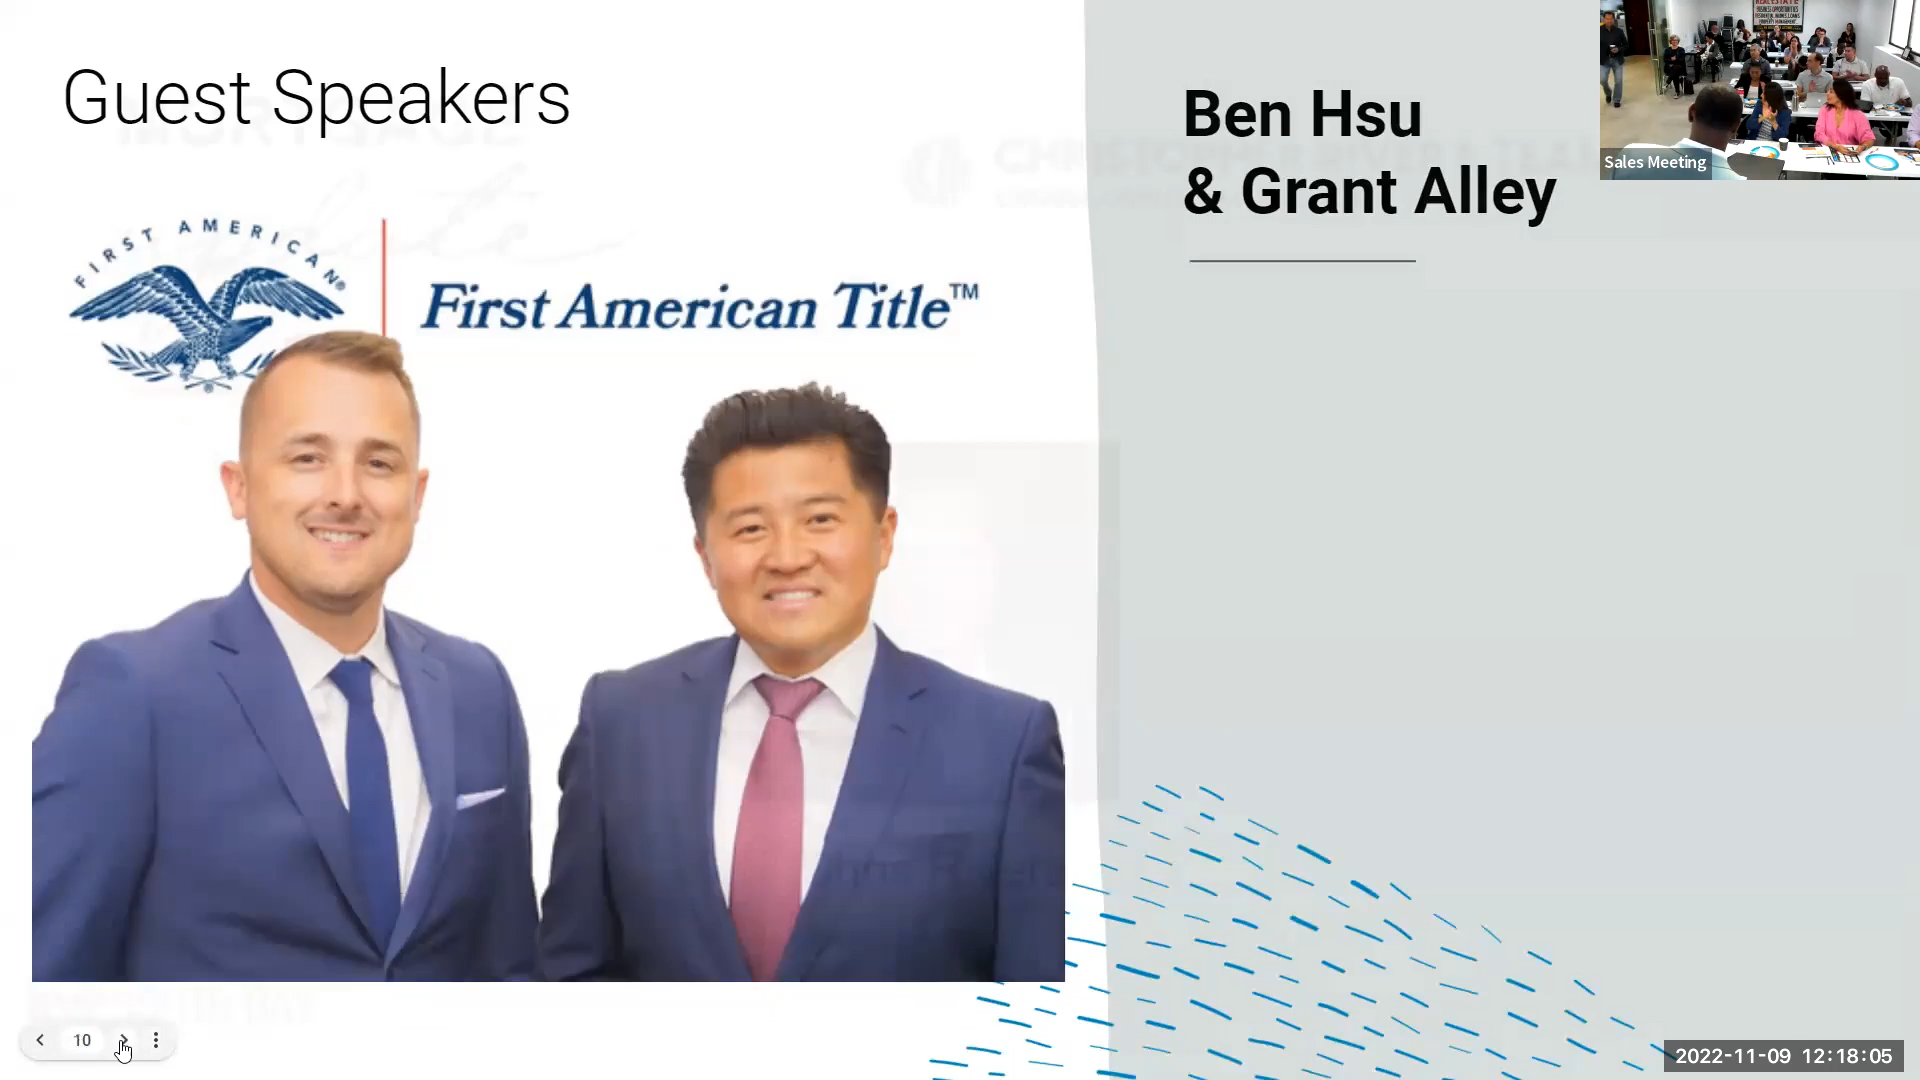 Guest Speakers
Ben Hsu
& Grant Alley
FIRST AMERICAN®
First American Title™
Sales Meeting
10
2022-11-09 12:18:05